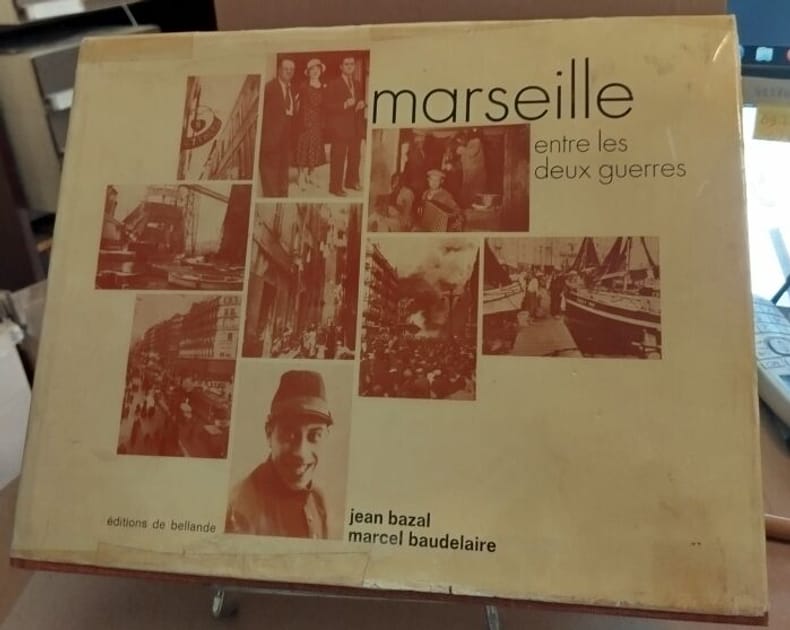 marseille
entre les
deux guerres
éditions de bellande
jean bazal
marcel baudelaire